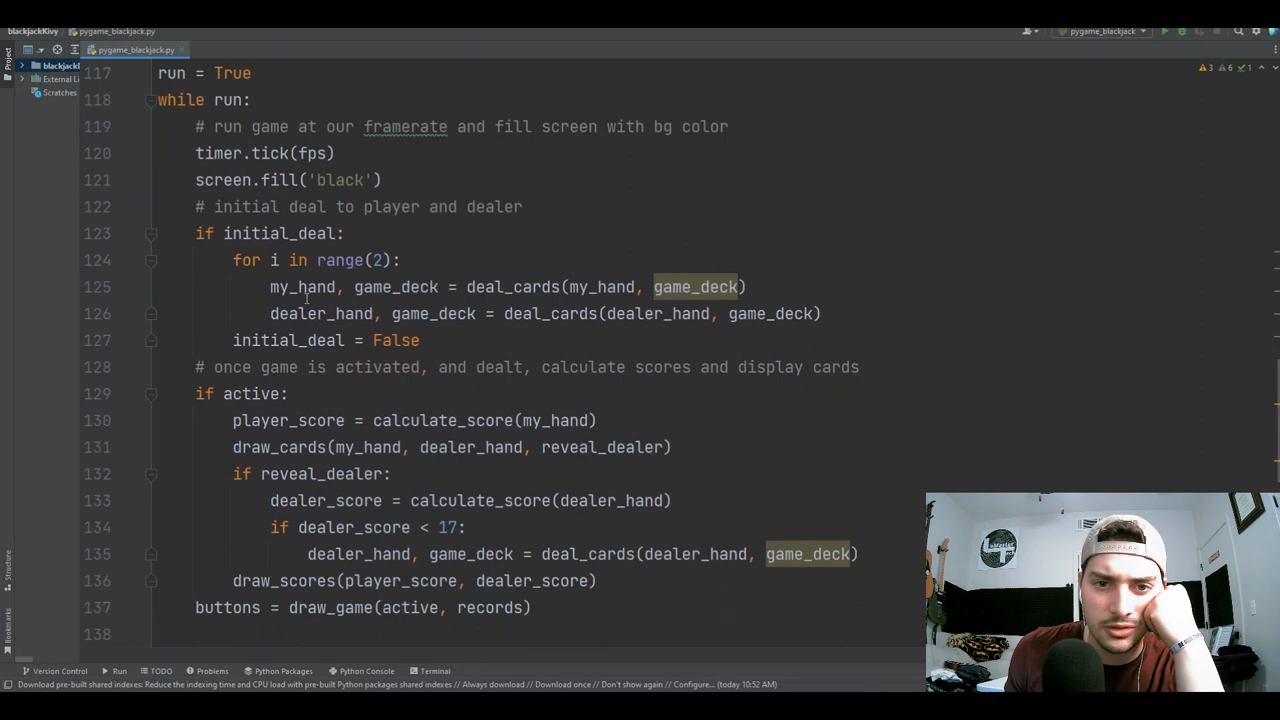 blackjackKivy pygame_blackjack.py pygame_blackjack
pygame_blackjack.py
Project
External Li
Scratches
3 6 1
117 run = True
118 while run:
119 # run game at our framerate and fill screen with bg color
120 timer.tick(fps)
121 screen.fill('black')
122 # initial deal to player and dealer
123 if initial_deal:
124 for i in range(2):
125 my_hand, game_deck = deal_cards(my_hand, game_deck)
126 dealer_hand, game_deck = deal_cards(dealer_hand, game_deck)
127 initial_deal = False
128 # once game is activated, and dealt, calculate scores and display cards
129 if active:
130 player_score = calculate_score(my_hand)
131 draw_cards(my_hand, dealer_hand, reveal_dealer)
132 if reveal_dealer:
133 dealer_score = calculate_score(dealer_hand)
134 if dealer_score < 17:
135 dealer_hand, game_deck = deal_cards(dealer_hand, game_deck)
136 draw_scores(player_score, dealer_score)
137 buttons = draw_game(active, records)
138
Structure
Bookmarks
Version Control Run TODO Problems Python Packages Python Console Terminal
Download pre-built shared indexes: Reduce the indexing time and CPU load with pre-built Python packages shared indexes // Always download // Download once // Don't show again // Configure... (today 10:52 AM)